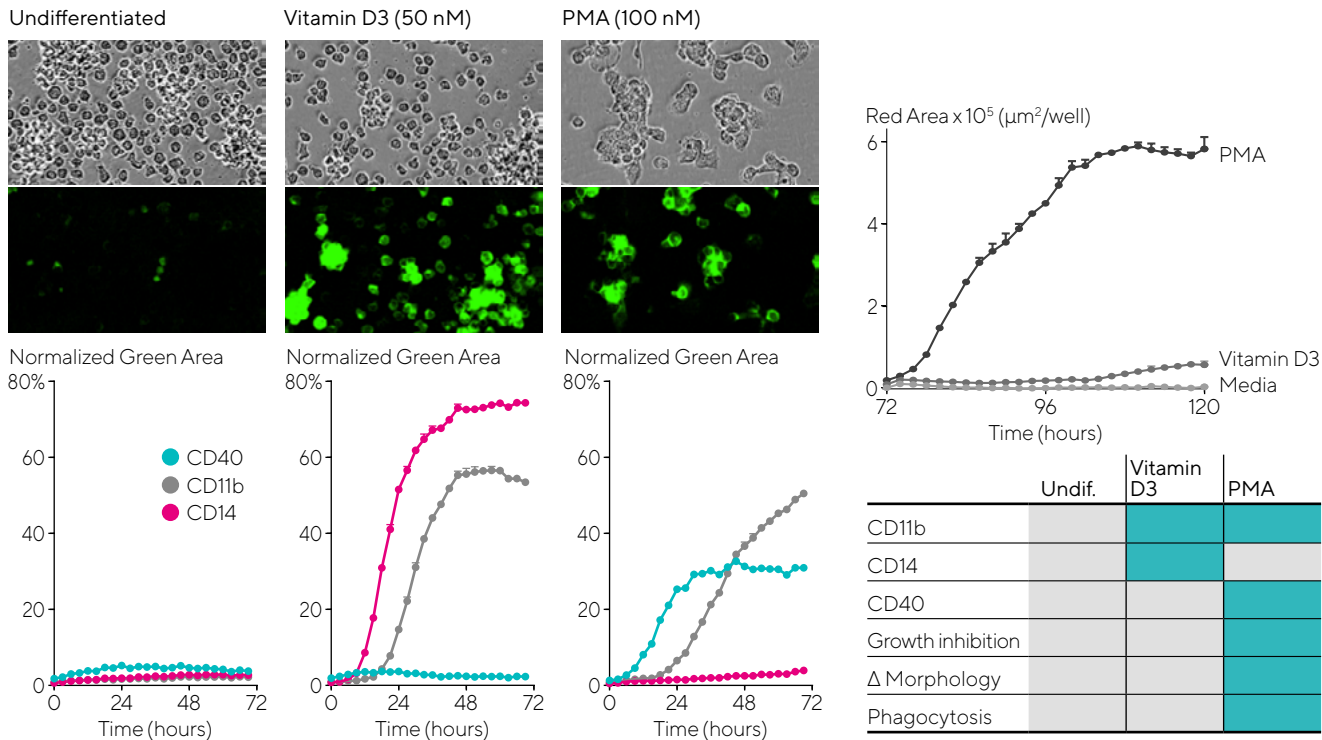 Undifferentiated
Vitamin D3 (50 nM)
PMA (100 nM)
Normalized Green Area
80%
60
40
20
0
CD40
CD11b
CD14
0 24 48 72
Time (hours)
Normalized Green Area
80%
60
40
20
0
0 24 48 72
Time (hours)
Normalized Green Area
80%
60
40
20
0
0 24 48 72
Time (hours)
Red Area x 10⁵ (µm²/well)
6
4
2
0
PMA
Vitamin D3
Media
72 96 120
Time (hours)
Undif. Vitamin D3 PMA
CD11b
CD14
CD40
Growth inhibition
Δ Morphology
Phagocytosis